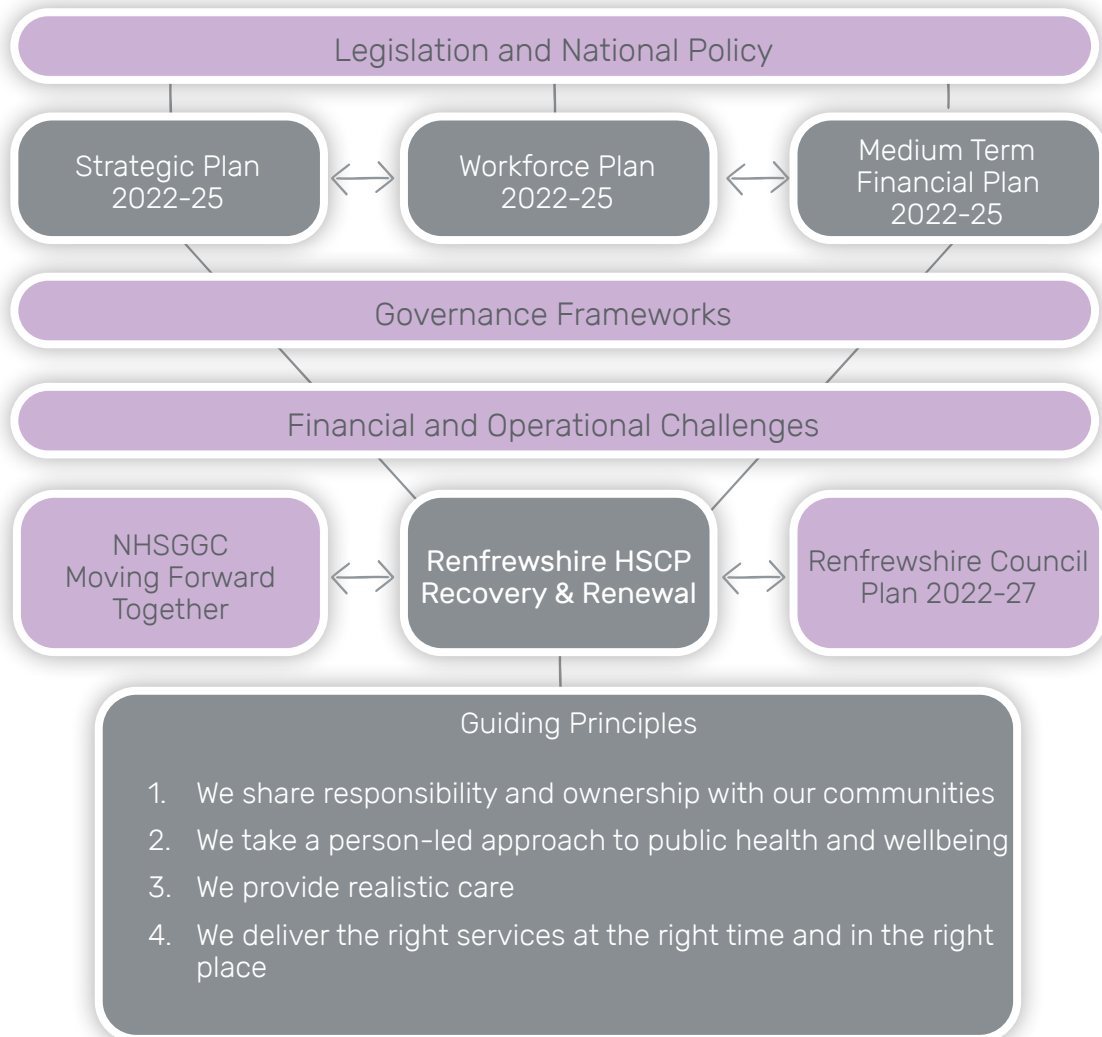 Legislation and National Policy
Strategic Plan
2022-25
Workforce Plan
2022-25
Medium Term
Financial Plan
2022-25
Governance Frameworks
Financial and Operational Challenges
NHSGGC
Moving Forward
Together
Renfrewshire HSCP
Recovery & Renewal
Renfrewshire Council
Plan 2022-27
Guiding Principles
1. We share responsibility and ownership with our communities
2. We take a person-led approach to public health and wellbeing
3. We provide realistic care
4. We deliver the right services at the right time and in the right
place